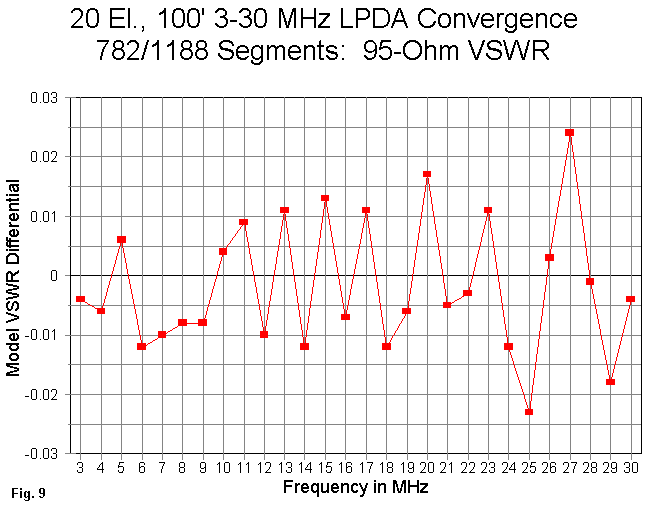 20 El., 100' 3-30 MHz LPDA Convergence
782/1188 Segments:  95-Ohm VSWR
Model VSWR Differential
0.03
0.02
0.01
0
-0.01
-0.02
-0.03
3 4 5 6 7 8 9 10 11 12 13 14 15 16 17 18 19 20 21 22 23 24 25 26 27 28 29 30
Frequency in MHz
Fig. 9